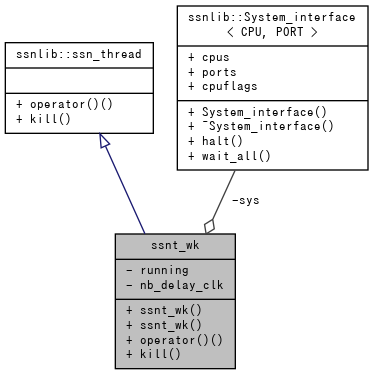 ssnlib::System_interface
< CPU, PORT >
+ cpus
+ ports
+ cpuflags
+ System_interface()
+ ~System_interface()
+ halt()
+ wait_all()
ssnlib::ssn_thread
+ operator()()
+ kill()
-sys
ssnt_wk
- running
- nb_delay_clk
+ ssnt_wk()
+ ssnt_wk()
+ operator()()
+ kill()